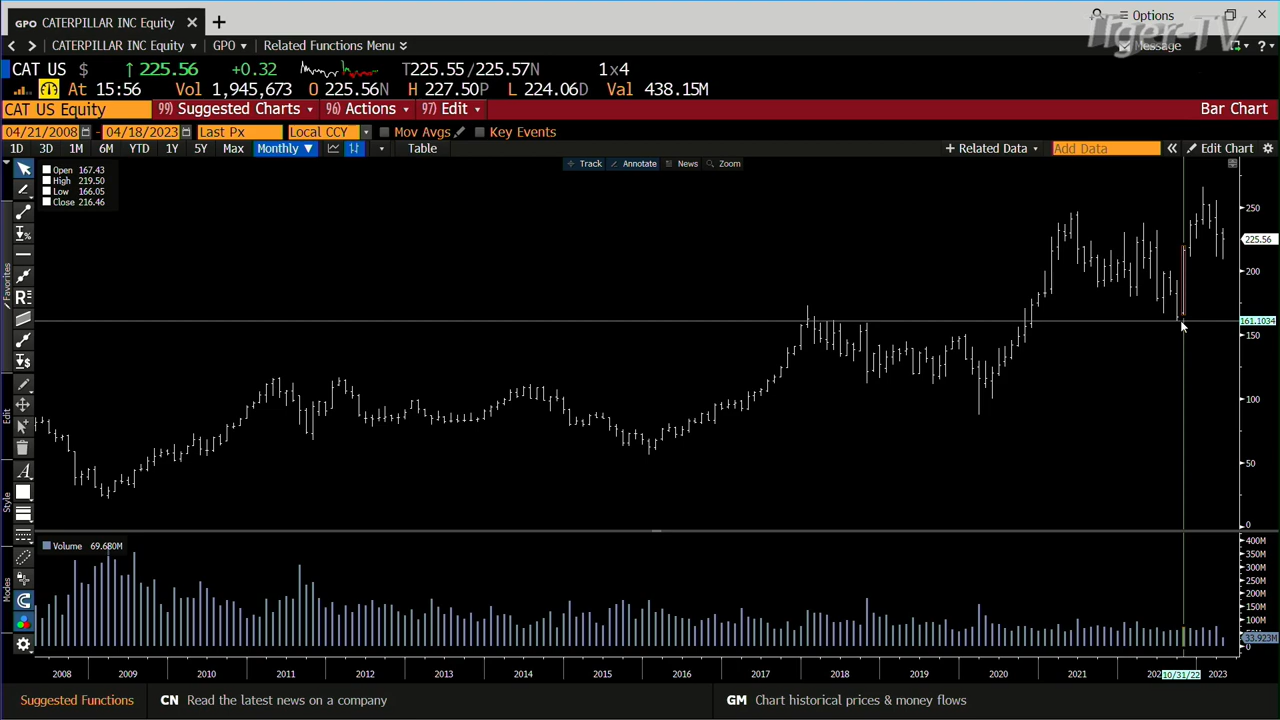 GPO CATERPILLAR INC Equity
Options
CATERPILLAR INC Equity GPO Related Functions Menu
Message
Tiger-TV
CAT US $ 225.56 +0.32 T225.55/225.57N 1x4
At 15:56 Vol 1,945,673 O 225.56N H 227.50P L 224.06D Val 438.15M
CAT US Equity 99) Suggested Charts 96) Actions 97) Edit Bar Chart
04/21/2008 - 04/18/2023 Last Px Local CCY Mov Avgs Key Events
1D 3D 1M 6M YTD 1Y 5Y Max Monthly ▼ Table + Related Data Add Data « Edit Chart
Track Annotate News Zoom
Open 167.43
High 219.50
Low 166.05
Close 216.46
250
225.56
200
161.1034
150
100
50
0
Favorites
Edit
Style
Modes
Volume 69.680M
400M
350M
300M
250M
200M
150M
100M
33.923M
0
2008 2009 2010 2011 2012 2013 2014 2015 2016 2017 2018 2019 2020 2021 202 10/31/22 2023
Suggested Functions CN Read the latest news on a company GM Chart historical prices & money flows